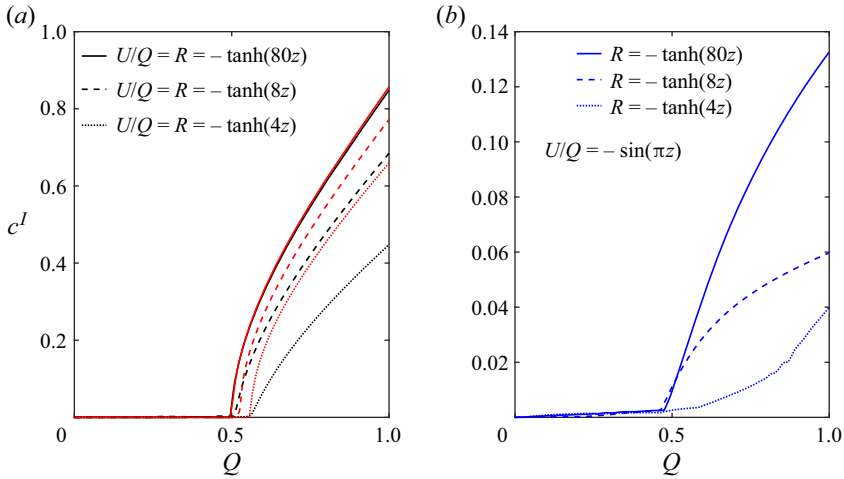 (a)
1.0
U/Q = R = – tanh(80z)
U/Q = R = – tanh(8z)
U/Q = R = – tanh(4z)
0.8
0.6
c^I
0.4
0.2
0
0.5
1.0
Q
(b)
0.14
R = – tanh(80z)
R = – tanh(8z)
R = – tanh(4z)
0.12
0.10
U/Q = – sin(πz)
0.08
0.06
0.04
0.02
0
0.5
1.0
Q